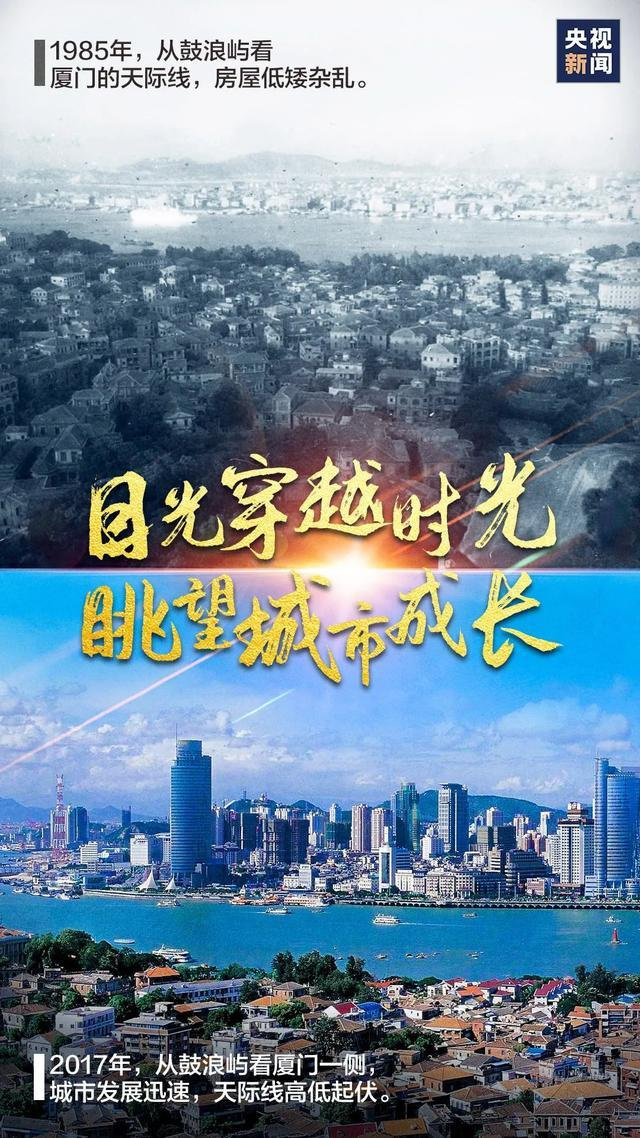 1985年，从鼓浪屿看
厦门的天际线，房屋低矮杂乱。
央视
新闻
目光穿越时光
眺望城市成长
2017年，从鼓浪屿看厦门一侧，
城市发展迅速，天际线高低起伏。